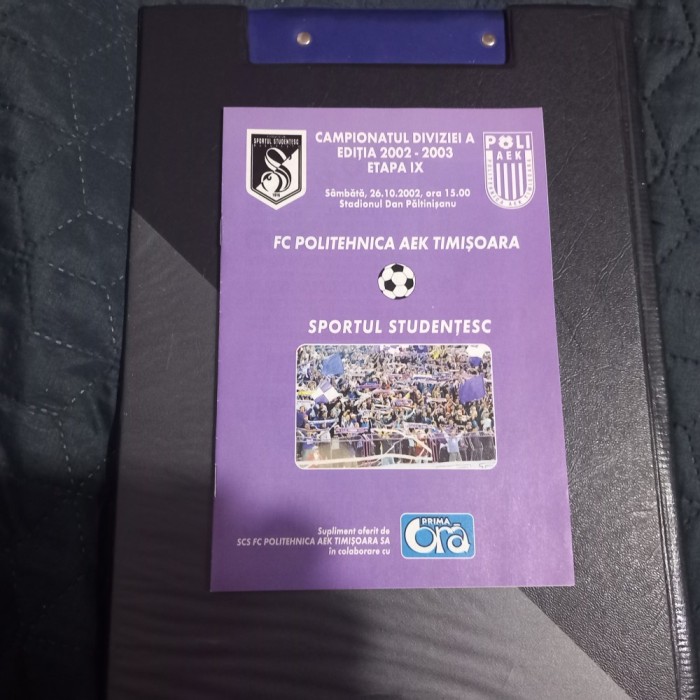 SPORTUL STUDENȚESC
CAMPIONATUL DIVIZIEI A
EDIȚIA 2002 - 2003
ETAPA IX
Sâmbătă, 26.10.2002, ora 15.00
Stadionul Dan Păltinișanu
POLI
AEK
FC POLITEHNICA AEK TIMIȘOARA
SPORTUL STUDENȚESC
Supliment oferit de
SCS FC POLITEHNICA AEK TIMIȘOARA SA
în colaborare cu
PRIMA
oră